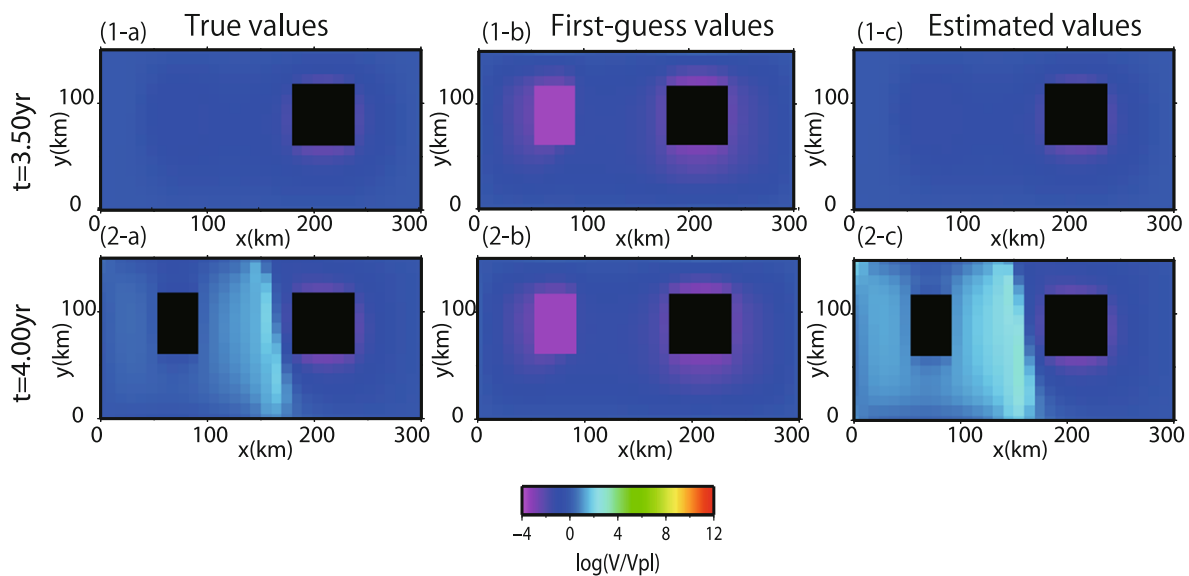 True values
First-guess values
Estimated values
(1-a)
(1-b)
(1-c)
t=3.50yr
y(km)
100
0
0
100
200
300
x(km)
y(km)
100
0
0
100
200
300
x(km)
y(km)
100
0
0
100
200
300
x(km)
(2-a)
(2-b)
(2-c)
t=4.00yr
y(km)
100
0
0
100
200
300
x(km)
y(km)
100
0
0
100
200
300
x(km)
y(km)
100
0
0
100
200
300
x(km)
−4
0
4
8
12
log(V/Vpl)